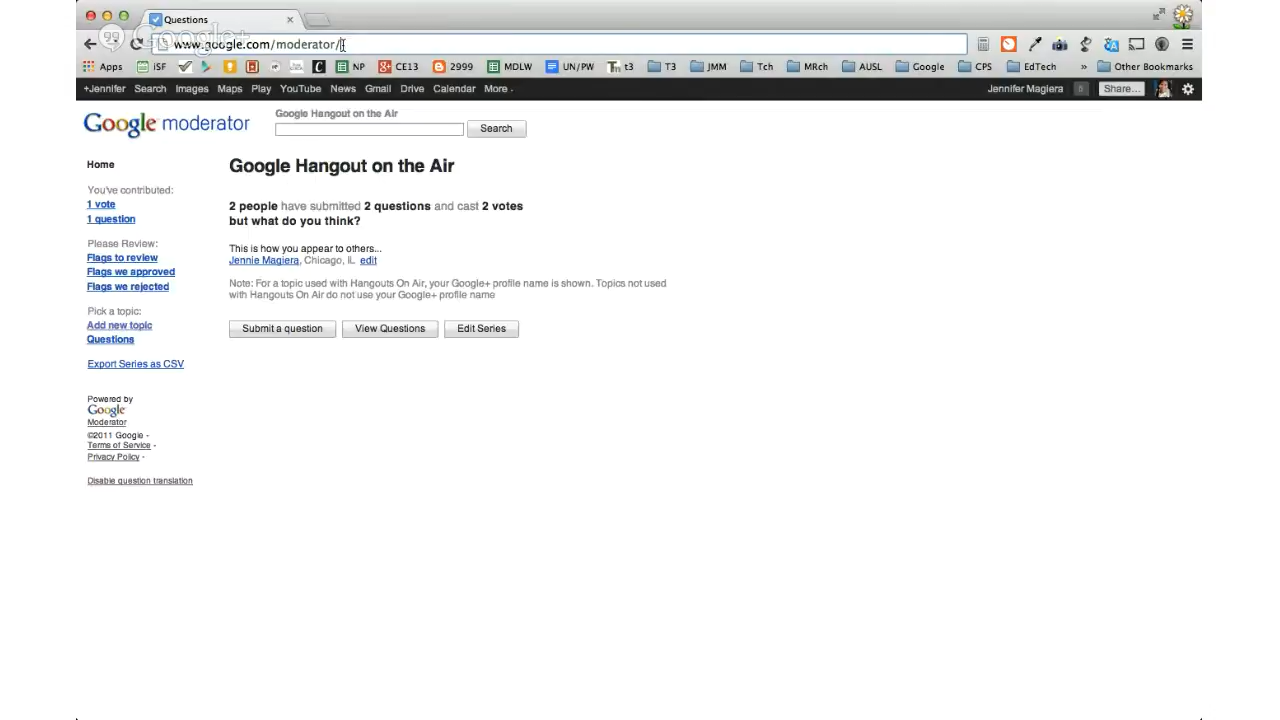 Questions
Google+
www.google.com/moderator/
Apps iSF NP CE13 2999 MDLW UN/PW t3 T3 JMM Tch MRch AUSL Google CPS EdTech » Other Bookmarks
+Jennifer Search Images Maps Play YouTube News Gmail Drive Calendar More Jennifer Magiera 0 Share...
Google moderator
Google Hangout on the Air
Search
Home
You've contributed:
1 vote
1 question
Please Review:
Flags to review
Flags we approved
Flags we rejected
Pick a topic:
Add new topic
Questions
Export Series as CSV
Powered by
Google
Moderator
©2011 Google -
Terms of Service -
Privacy Policy -
Disable question translation
Google Hangout on the Air
2 people have submitted 2 questions and cast 2 votes
but what do you think?
This is how you appear to others...
Jennie Magiera, Chicago, IL edit
Note: For a topic used with Hangouts On Air, your Google+ profile name is shown. Topics not used
with Hangouts On Air do not use your Google+ profile name
Submit a question View Questions Edit Series